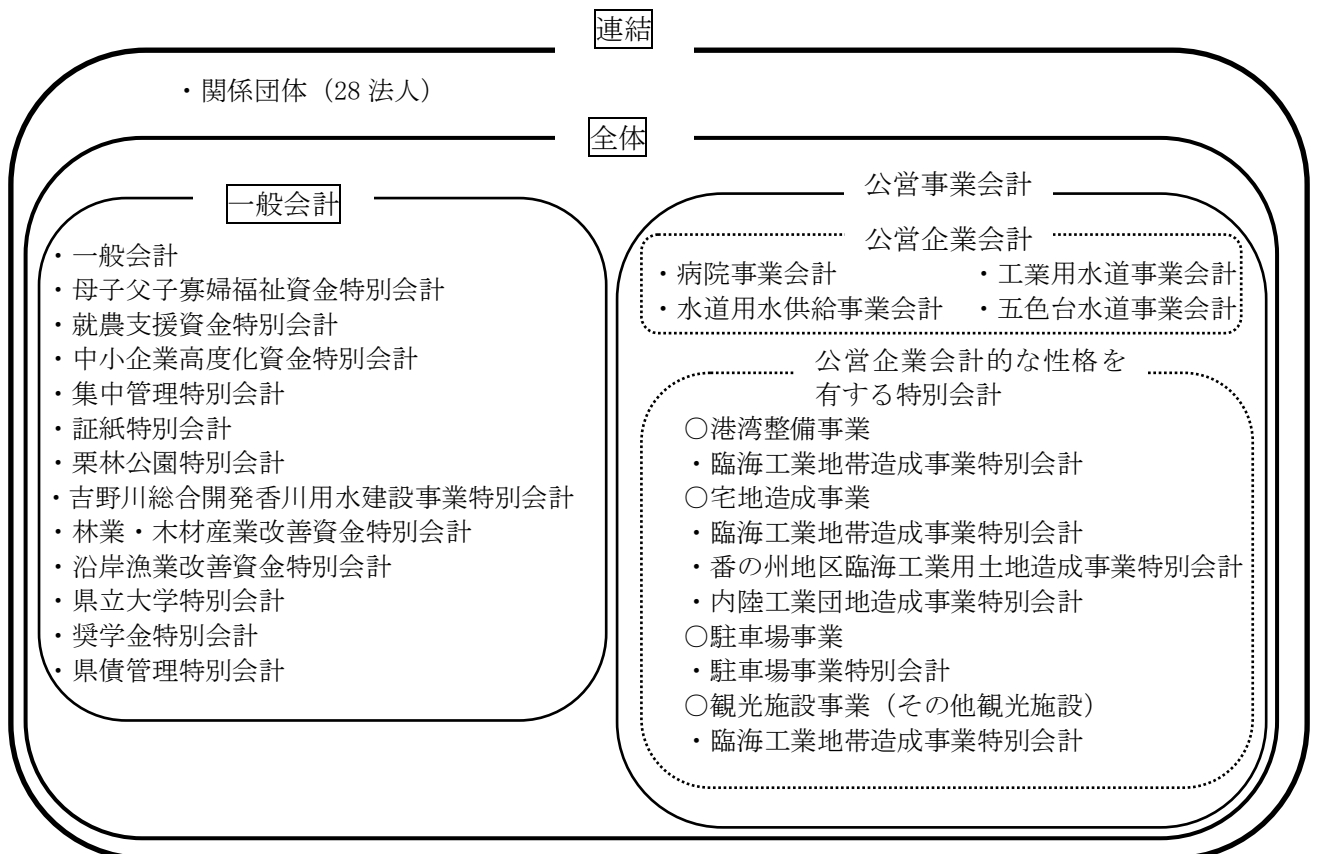 連結
・関係団体（28 法人）
全体
一般会計
・一般会計
・母子父子寡婦福祉資金特別会計
・就農支援資金特別会計
・中小企業高度化資金特別会計
・集中管理特別会計
・証紙特別会計
・栗林公園特別会計
・吉野川総合開発香川用水建設事業特別会計
・林業・木材産業改善資金特別会計
・沿岸漁業改善資金特別会計
・県立大学特別会計
・奨学金特別会計
・県債管理特別会計
公営事業会計
公営企業会計
・病院事業会計 ・工業用水道事業会計
・水道用水供給事業会計 ・五色台水道事業会計
公営企業会計的な性格を
有する特別会計
○港湾整備事業
・臨海工業地帯造成事業特別会計
○宅地造成事業
・臨海工業地帯造成事業特別会計
・番の州地区臨海工業用土地造成事業特別会計
・内陸工業団地造成事業特別会計
○駐車場事業
・駐車場事業特別会計
○観光施設事業（その他観光施設）
・臨海工業地帯造成事業特別会計